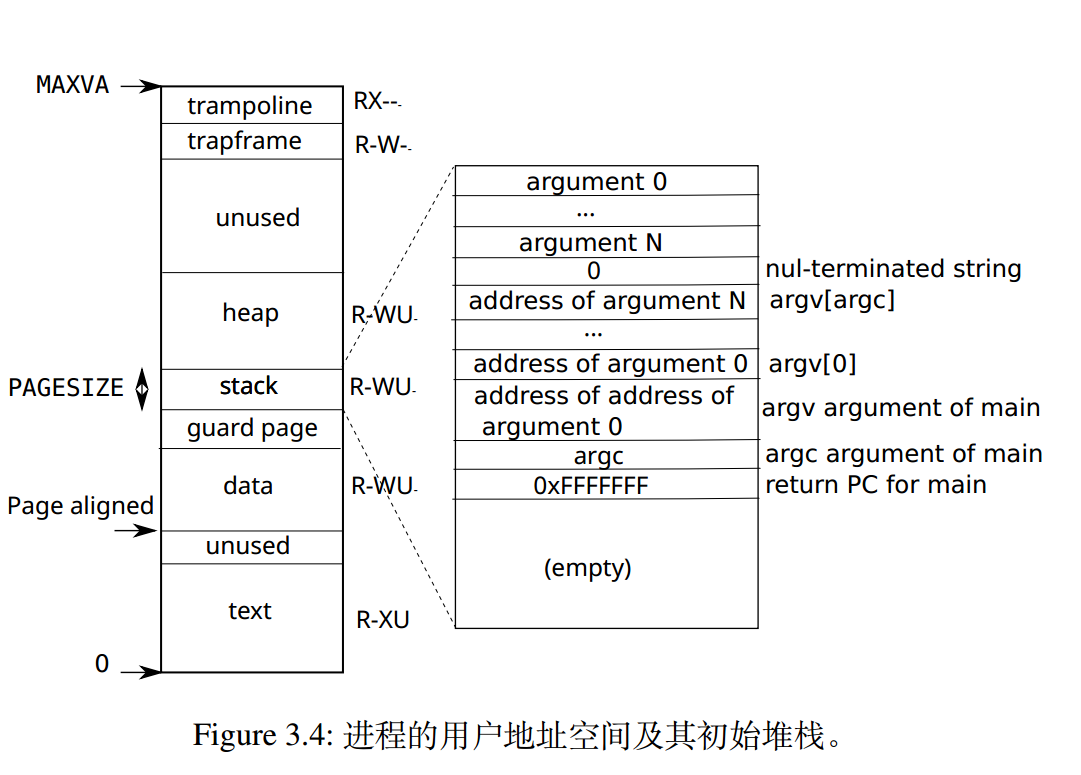 MAXVA
trampoline
RX---
trapframe
R-W--
unused
heap
R-WU-
PAGESIZE
stack
R-WU-
guard page
data
R-WU-
Page aligned
unused
text
R-XU
0
argument 0
...
argument N
0
nul-terminated string
address of argument N
argv[argc]
...
address of argument 0
argv[0]
address of address of
argument 0
argv argument of main
argc
argc argument of main
0xFFFFFFF
return PC for main
(empty)
Figure 3.4: 进程的用户地址空间及其初始堆栈。